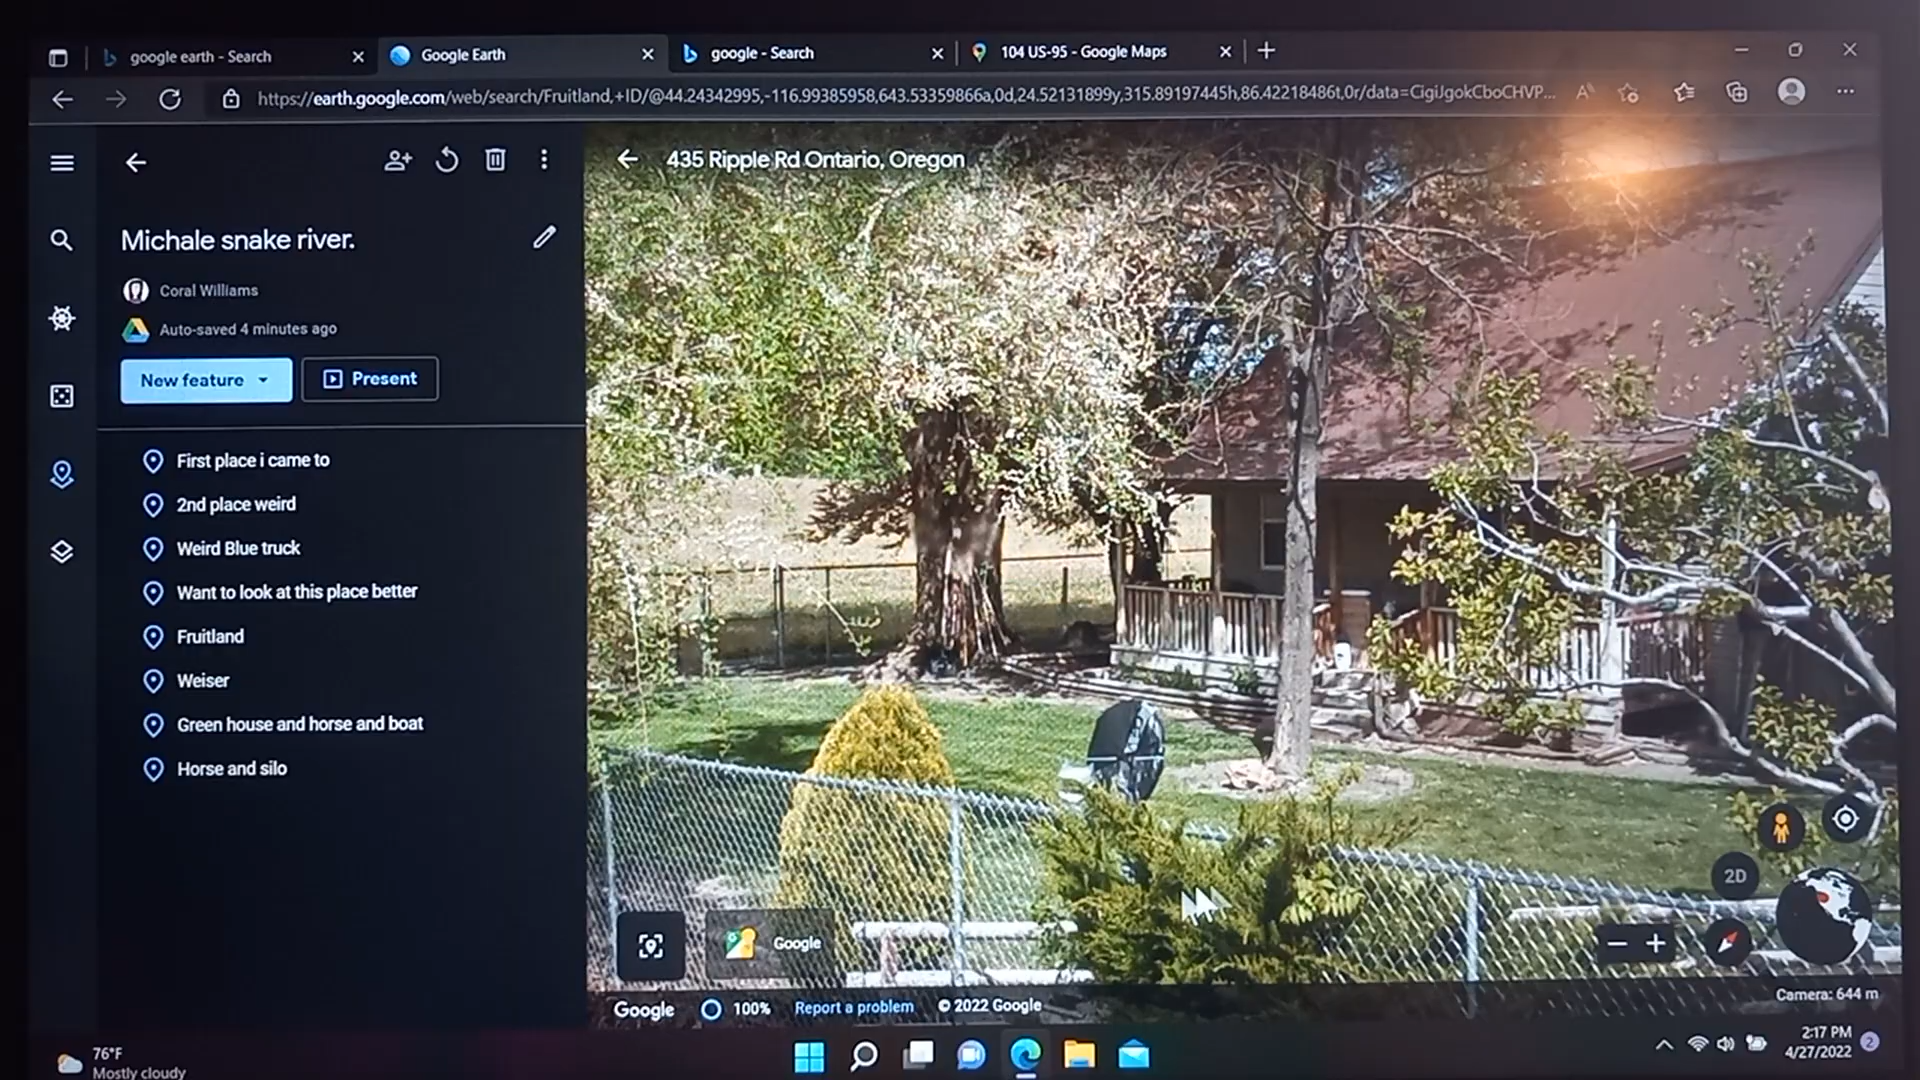 google earth - Search
Google Earth
google - Search
104 US-95 - Google Maps
https://earth.google.com/web/search/Fruitland,+ID/@44.24342995,-116.99385958,643.53359866a,0d,24.52131899y,315.89197445h,86.42218486t,0r/data=CigiJgokCboCHVP...
435 Ripple Rd Ontario, Oregon
Michale snake river.
Coral Williams
Auto-saved 4 minutes ago
New feature
Present
First place i came to
2nd place weird
Weird Blue truck
Want to look at this place better
Fruitland
Weiser
Green house and horse and boat
Horse and silo
2D
Google
Google
100%
Report a problem
© 2022 Google
Camera: 644 m
76°F
Mostly cloudy
2:17 PM
4/27/2022
2